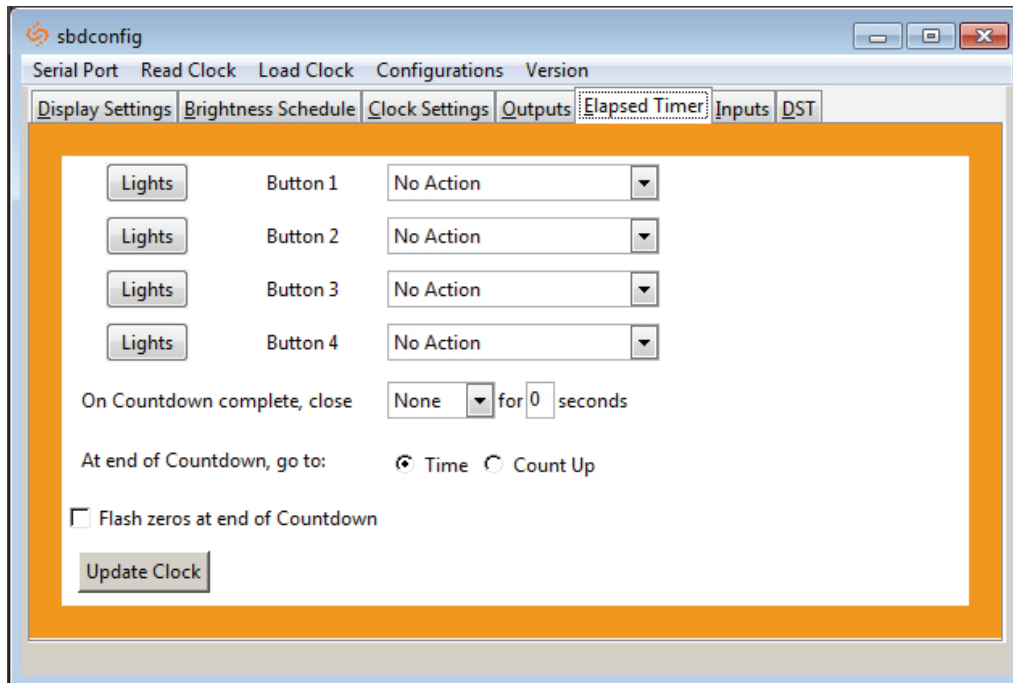 sbdconfig
Serial Port Read Clock Load Clock Configurations Version
Display Settings Brightness Schedule Clock Settings Outputs Elapsed Timer Inputs DST
Lights Button 1 No Action
Lights Button 2 No Action
Lights Button 3 No Action
Lights Button 4 No Action
On Countdown complete, close None for 0 seconds
At end of Countdown, go to: Time Count Up
Flash zeros at end of Countdown
Update Clock